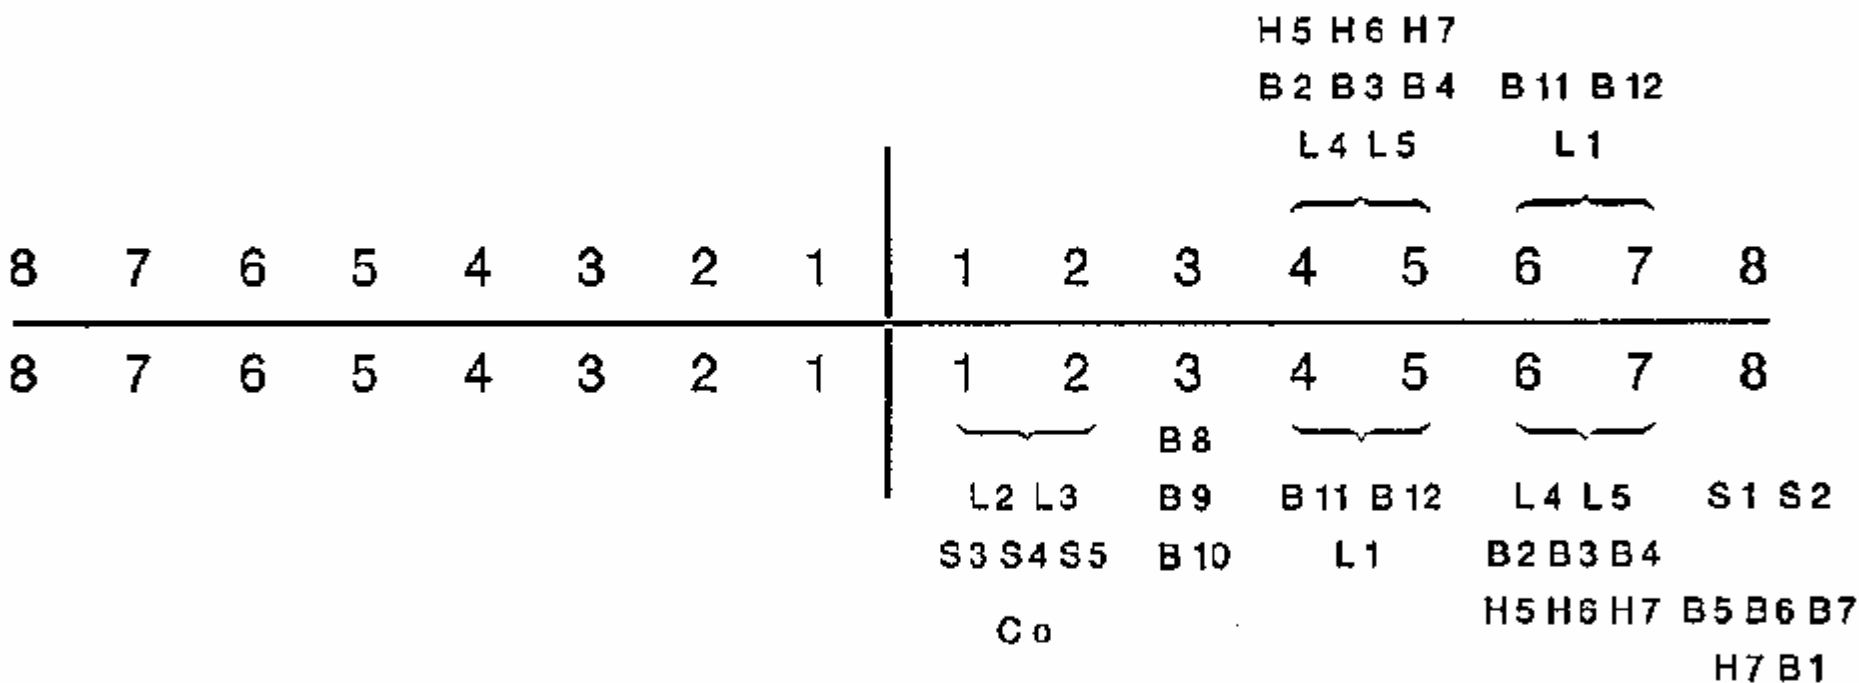 H5 H6 H7
B2 B3 B4 B11 B12
L4 L5 L1
8 7 6 5 4 3 2 1 1 2 3 4 5 6 7 8
8 7 6 5 4 3 2 1 1 2 3 4 5 6 7 8
B8
L2 L3 B9 B11 B12 L4 L5 S1 S2
S3 S4 S5 B10 L1 B2 B3 B4
H5 H6 H7 B5 B6 B7
Co
H7 B1